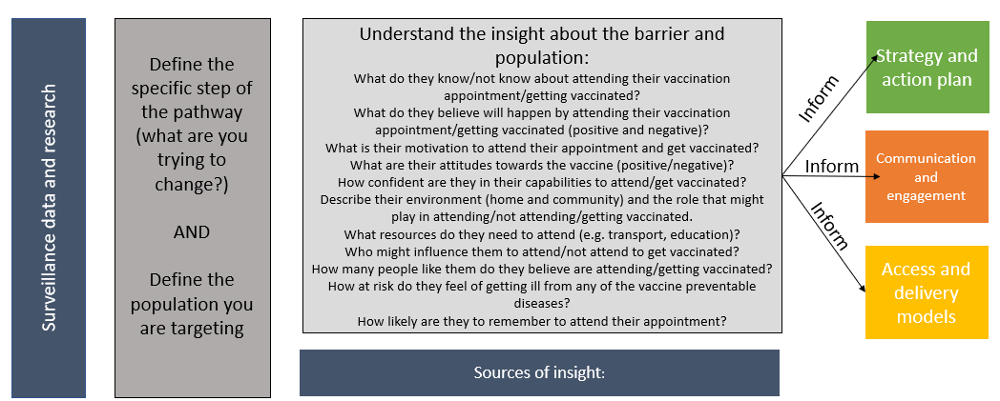 Surveillance data and research
Define the
specific step of
the pathway
(what are you
trying to
change?)
AND
Define the
population you
are targeting
Understand the insight about the barrier and
population:
What do they know/not know about attending their vaccination
appointment/getting vaccinated?
What do they believe will happen by attending their vaccination
appointment/getting vaccinated (positive and negative)?
What is their motivation to attend their appointment and get vaccinated?
What are their attitudes towards the vaccine (positive/negative)?
How confident are they in their capabilities to attend/get vaccinated?
Describe their environment (home and community) and the role that might
play in attending/not attending/getting vaccinated.
What resources do they need to attend (e.g. transport, education)?
Who might influence them to attend/not attend to get vaccinated?
How many people like them do they believe are attending/getting vaccinated?
How at risk do they feel of getting ill from any of the vaccine preventable
diseases?
How likely are they to remember to attend their appointment?
Sources of insight:
Inform
Inform
Inform
Strategy and
action plan
Communication
and
engagement
Access and
delivery
models